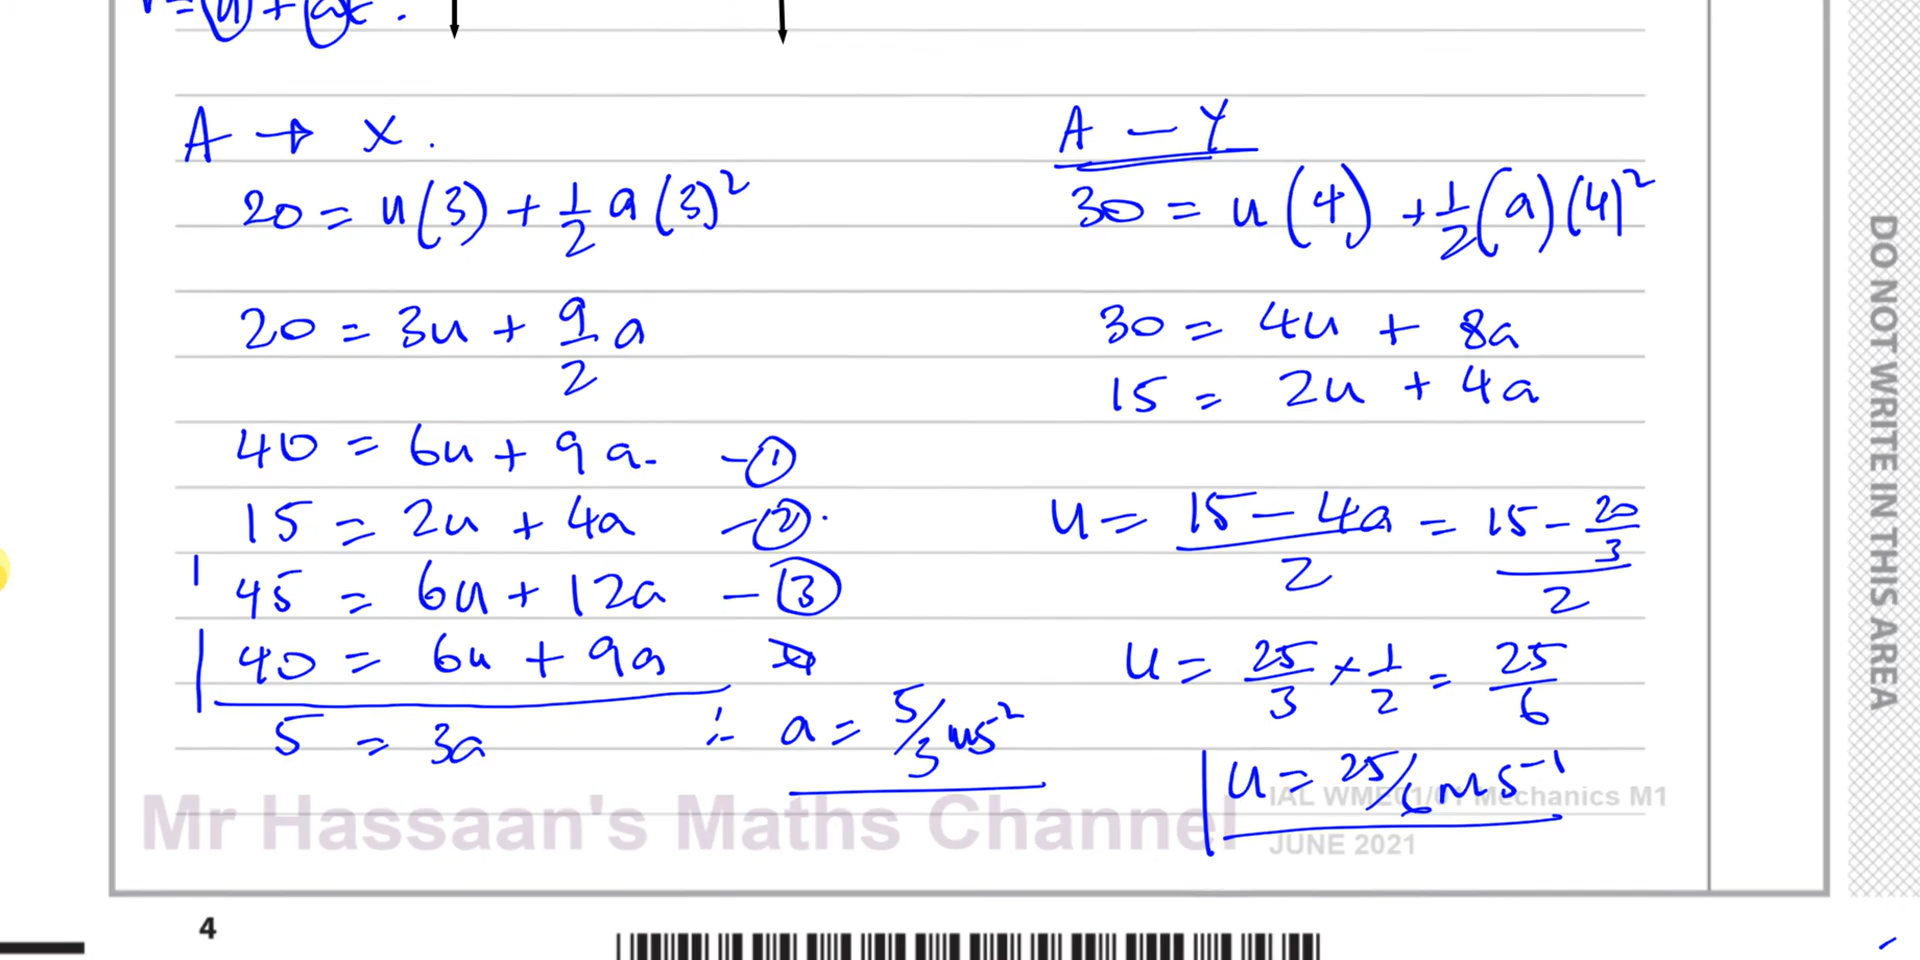 v = (u) + (a)t.
A → X.
20 = u(3) + 1/2 a(3)²
20 = 3u + 9/2 a
40 = 6u + 9a. - ①
15 = 2u + 4a - ②.
45 = 6u + 12a - ③
40 = 6u + 9a
5 = 3a ∴ a = 5/3 ms²
A - Y
30 = u(4) + 1/2 (a)(4)²
30 = 4u + 8a
15 = 2u + 4a
u = (15 - 4a)/2 = (15 - 20/3)/2
u = 25/3 × 1/2 = 25/6
u = 25/6 ms⁻¹
Mr Hassaan's Maths Channel
IAL WME01/01 Mechanics M1
JUNE 2021
4
DO NOT WRITE IN THIS AREA